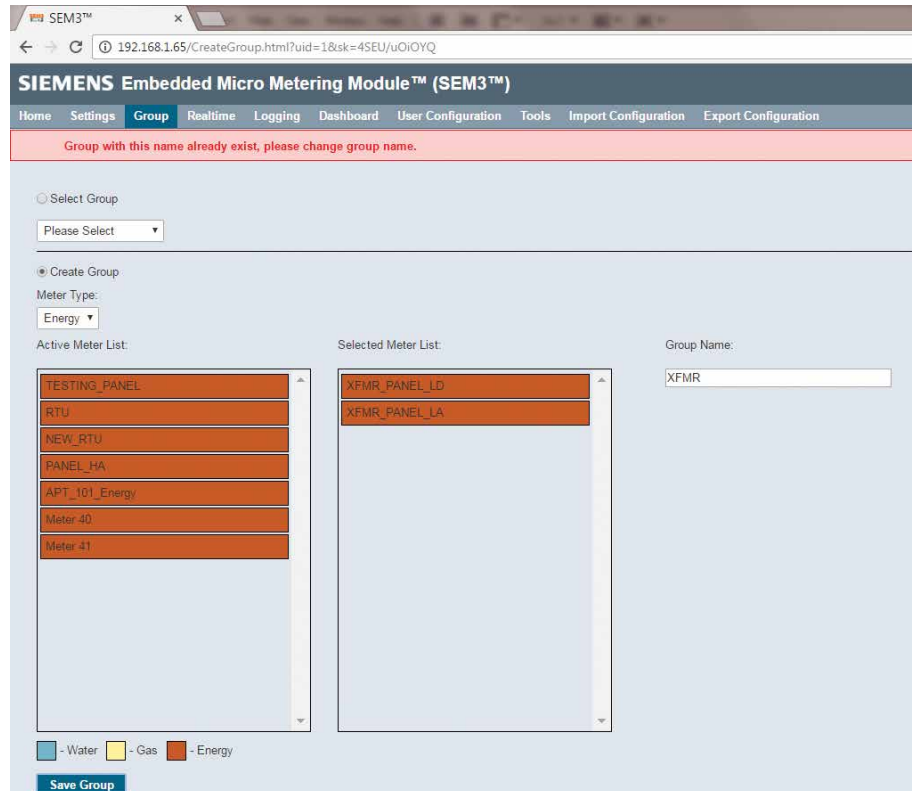 SEM3™
192.168.1.65/CreateGroup.html?uid=1&sk=4SEU/uOiOYQ
SIEMENS Embedded Micro Metering Module™ (SEM3™)
Home Settings Group Realtime Logging Dashboard User Configuration Tools Import Configuration Export Configuration
Group with this name already exist, please change group name.
Select Group
Please Select
Create Group
Meter Type:
Energy
Active Meter List: Selected Meter List: Group Name:
TESTING_PANEL XFMR_PANEL_LD XFMR
RTU XFMR_PANEL_LA
NEW_RTU
PANEL_HA
APT_101_Energy
Meter 40
Meter 41
- Water - Gas - Energy
Save Group